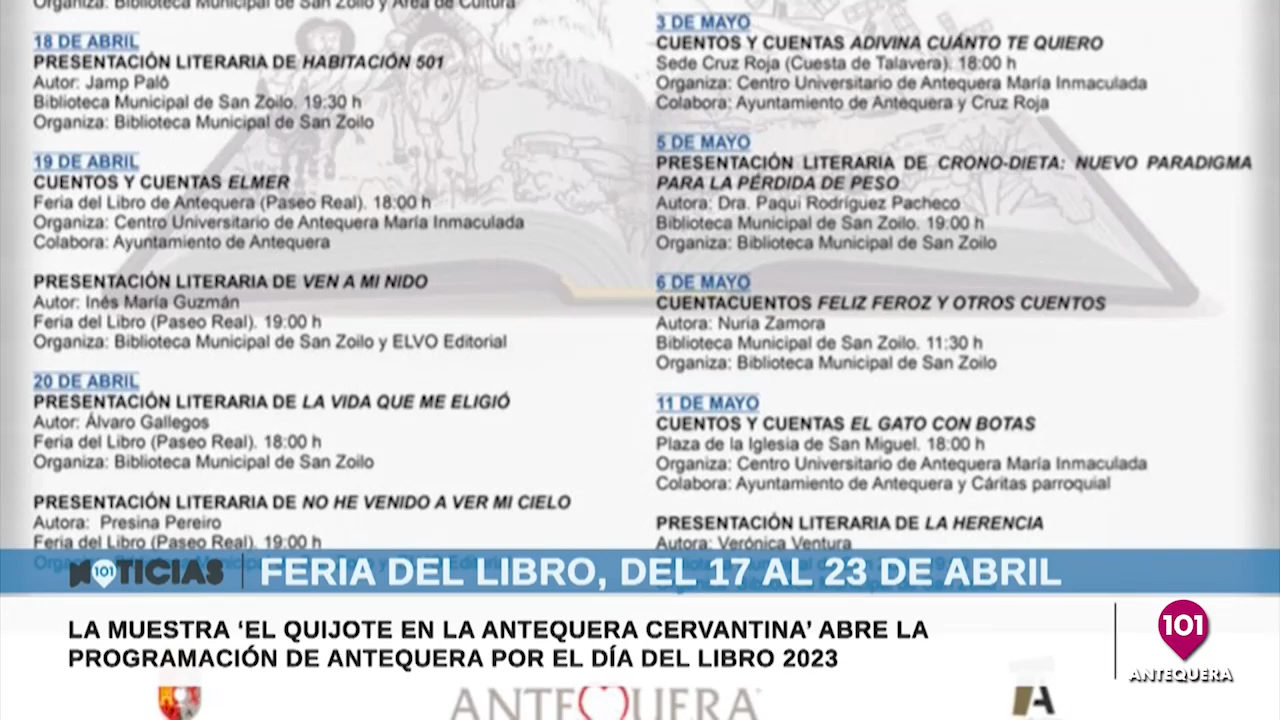 Organiza: Biblioteca Municipal de San Zoilo y Área de Cultura
18 DE ABRIL
PRESENTACIÓN LITERARIA DE HABITACIÓN 501
Autor: Jamp Palô
Biblioteca Municipal de San Zoilo. 19:30 h
Organiza: Biblioteca Municipal de San Zoilo
19 DE ABRIL
CUENTOS Y CUENTAS ELMER
Feria del Libro de Antequera (Paseo Real). 18:00 h
Organiza: Centro Universitario de Antequera María Inmaculada
Colabora: Ayuntamiento de Antequera
PRESENTACIÓN LITERARIA DE VEN A MI NIDO
Autor: Inés María Guzmán
Feria del Libro (Paseo Real). 19:00 h
Organiza: Biblioteca Municipal de San Zoilo y ELVO Editorial
20 DE ABRIL
PRESENTACIÓN LITERARIA DE LA VIDA QUE ME ELIGIÓ
Autor: Álvaro Gallegos
Feria del Libro (Paseo Real). 18:00 h
Organiza: Biblioteca Municipal de San Zoilo
PRESENTACIÓN LITERARIA DE NO HE VENIDO A VER MI CIELO
Autora: Presina Pereiro
Feria del Libro (Paseo Real). 19:00 h
3 DE MAYO
CUENTOS Y CUENTAS ADIVINA CUÁNTO TE QUIERO
Sede Cruz Roja (Cuesta de Talavera). 18:00 h
Organiza: Centro Universitario de Antequera María Inmaculada
Colabora: Ayuntamiento de Antequera y Cruz Roja
5 DE MAYO
PRESENTACIÓN LITERARIA DE CRONO-DIETA: NUEVO PARADIGMA
PARA LA PÉRDIDA DE PESO
Autora: Dra. Paqui Rodríguez Pacheco
Biblioteca Municipal de San Zoilo. 19:00 h
Organiza: Biblioteca Municipal de San Zoilo
6 DE MAYO
CUENTACUENTOS FELIZ FEROZ Y OTROS CUENTOS
Autora: Nuria Zamora
Biblioteca Municipal de San Zoilo. 11:30 h
Organiza: Biblioteca Municipal de San Zoilo
11 DE MAYO
CUENTOS Y CUENTAS EL GATO CON BOTAS
Plaza de la Iglesia de San Miguel. 18:00 h
Organiza: Centro Universitario de Antequera María Inmaculada
Colabora: Ayuntamiento de Antequera y Cáritas parroquial
PRESENTACIÓN LITERARIA DE LA HERENCIA
Autora: Verónica Ventura
NOTICIAS 101
FERIA DEL LIBRO, DEL 17 AL 23 DE ABRIL
LA MUESTRA ‘EL QUIJOTE EN LA ANTEQUERA CERVANTINA’ ABRE LA
PROGRAMACIÓN DE ANTEQUERA POR EL DÍA DEL LIBRO 2023
101
ANTEQUERA
ANTEQUERA